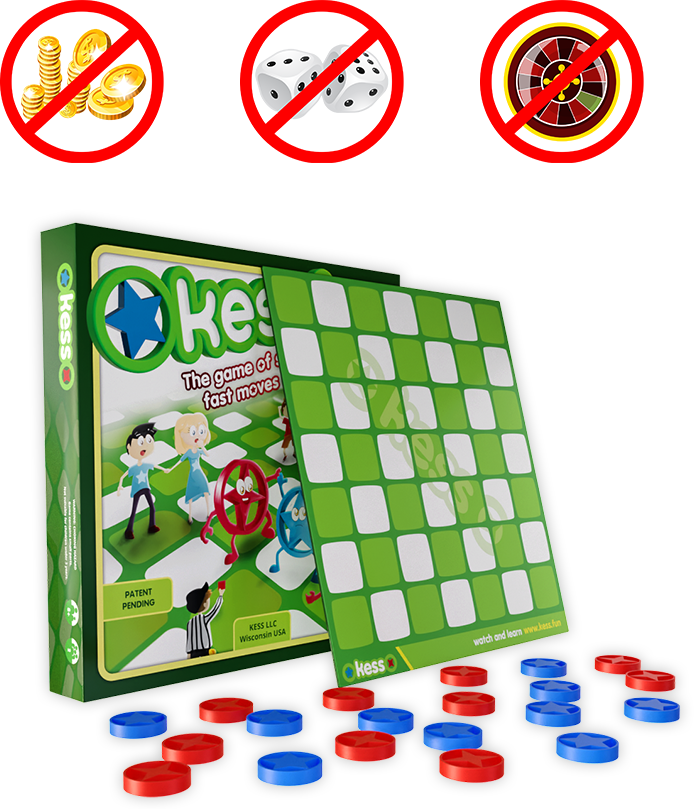 kess
kess
The game of
fast moves
PATENT
PENDING
KESS LLC
Wisconsin USA
kess
watch and learn www.kess.fun
kess